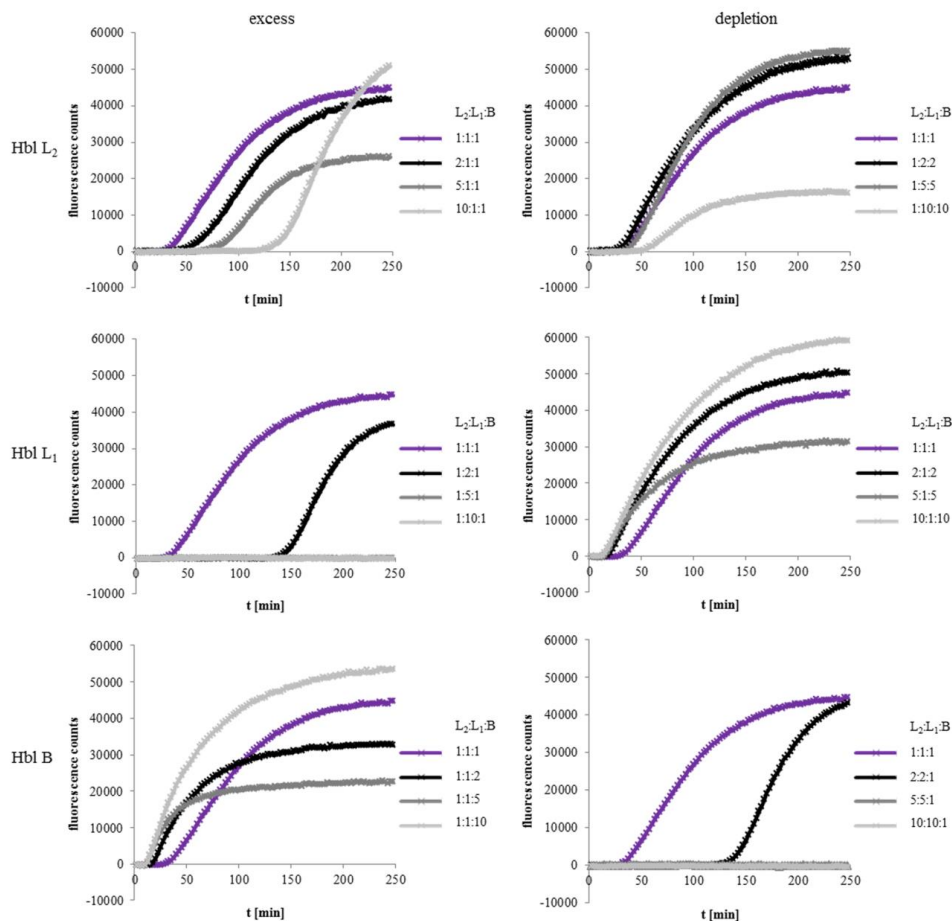 excess
depletion
Hbl L₂
fluorescence counts
60000
50000
40000
30000
20000
10000
0
-10000
0 50 100 150 200 250
t [min]
L₂:L₁:B
1:1:1
2:1:1
5:1:1
10:1:1
fluorescence counts
60000
50000
40000
30000
20000
10000
0
-10000
0 50 100 150 200 250
t [min]
L₂:L₁:B
1:1:1
1:2:2
1:5:5
1:10:10
Hbl L₁
fluorescence counts
60000
50000
40000
30000
20000
10000
0
-10000
0 50 100 150 200 250
t [min]
L₂:L₁:B
1:1:1
1:2:1
1:5:1
1:10:1
fluorescence counts
60000
50000
40000
30000
20000
10000
0
-10000
0 50 100 150 200 250
t [min]
L₂:L₁:B
1:1:1
2:1:2
5:1:5
10:1:10
Hbl B
fluorescence counts
60000
50000
40000
30000
20000
10000
0
-10000
0 50 100 150 200 250
t [min]
L₂:L₁:B
1:1:1
1:1:2
1:1:5
1:1:10
fluorescence counts
60000
50000
40000
30000
20000
10000
0
-10000
0 50 100 150 200 250
t [min]
L₂:L₁:B
1:1:1
2:2:1
5:5:1
10:10:1